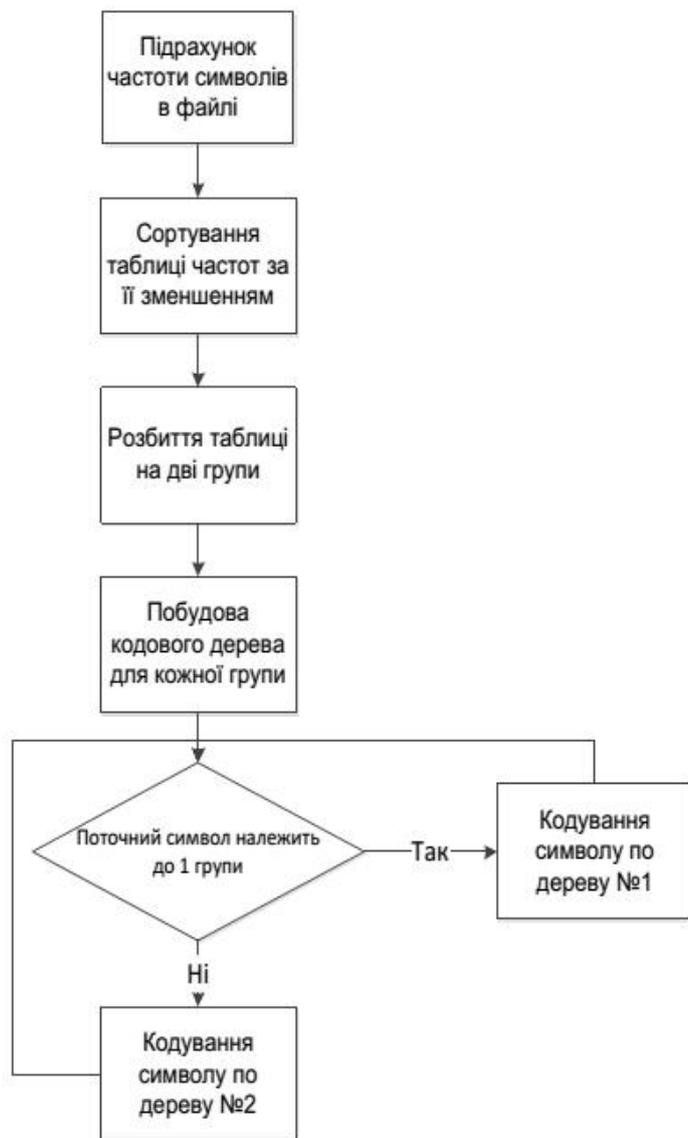 Підрахунок
частоти символів
в файлі
Сортування
таблиці частот за
її зменшенням
Розбиття таблиці
на дві групи
Побудова
кодового дерева
для кожної групи
Поточний символ належить
до 1 групи
Так
Кодування
символу по
дереву №1
Ні
Кодування
символу по
дереву №2